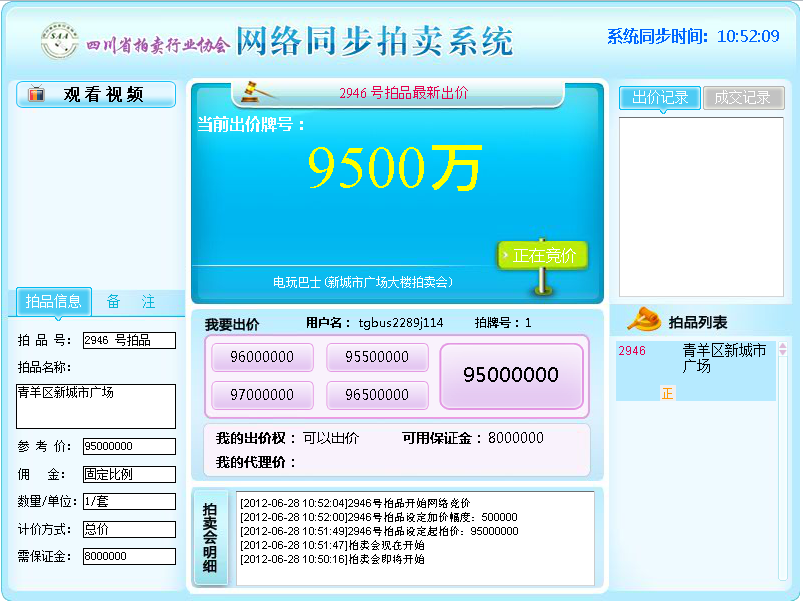 四川省拍卖行业协会 网络同步拍卖系统
系统同步时间: 10:52:09
观看视频
拍品信息 备 注
拍 品 号: 2946 号拍品
拍品名称:
青羊区新城市广场
参 考 价: 95000000
佣 金: 固定比例
数量/单位: 1/套
计价方式: 总价
需保证金: 8000000
2946 号拍品最新出价
当前出价牌号：
9500万
正在竞价
电玩巴士(新城市广场大楼拍卖会)
我要出价 用户名： tgbus2289j114 拍牌号：1
96000000 95500000 95000000
97000000 96500000
我的出价权：可以出价 可用保证金：8000000
我的代理价：
拍卖会明细
[2012-06-28 10:52:04]2946号拍品开始网络竞价
[2012-06-28 10:52:00]2946号拍品设定加价幅度: 500000
[2012-06-28 10:51:49]2946号拍品设定起拍价: 95000000
[2012-06-28 10:51:47]拍卖会现在开始
[2012-06-28 10:50:16]拍卖会即将开始
出价记录 成交记录
拍品列表
2946 青羊区新城市
广场
正